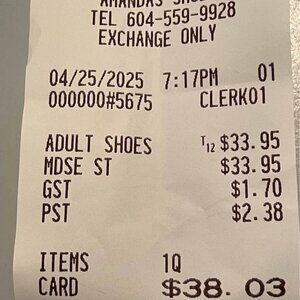 AMANDAS
TEL 604-559-9928
EXCHANGE ONLY
04/25/2025 7:17PM 01
000000#5675 CLERK01
ADULT SHOES T12 $33.95
MDSE ST $33.95
GST $1.70
PST $2.38
ITEMS 1Q
CARD $38.03